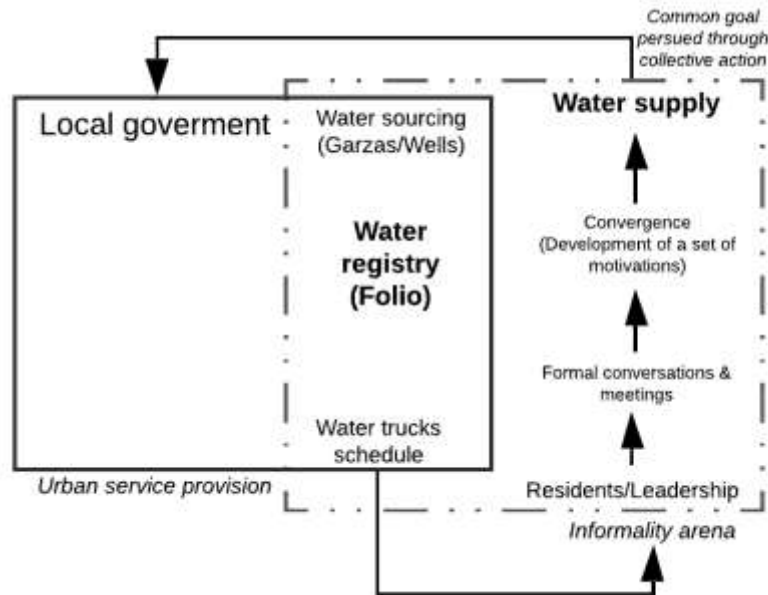 Common goal
persued through
collective action
Local goverment
Water sourcing
(Garzas/Wells)
Water
registry
(Folio)
Water trucks
schedule
Urban service provision
Water supply
Convergence
(Development of a set of
motivations)
Formal conversations &
meetings
Residents/Leadership
Informality arena